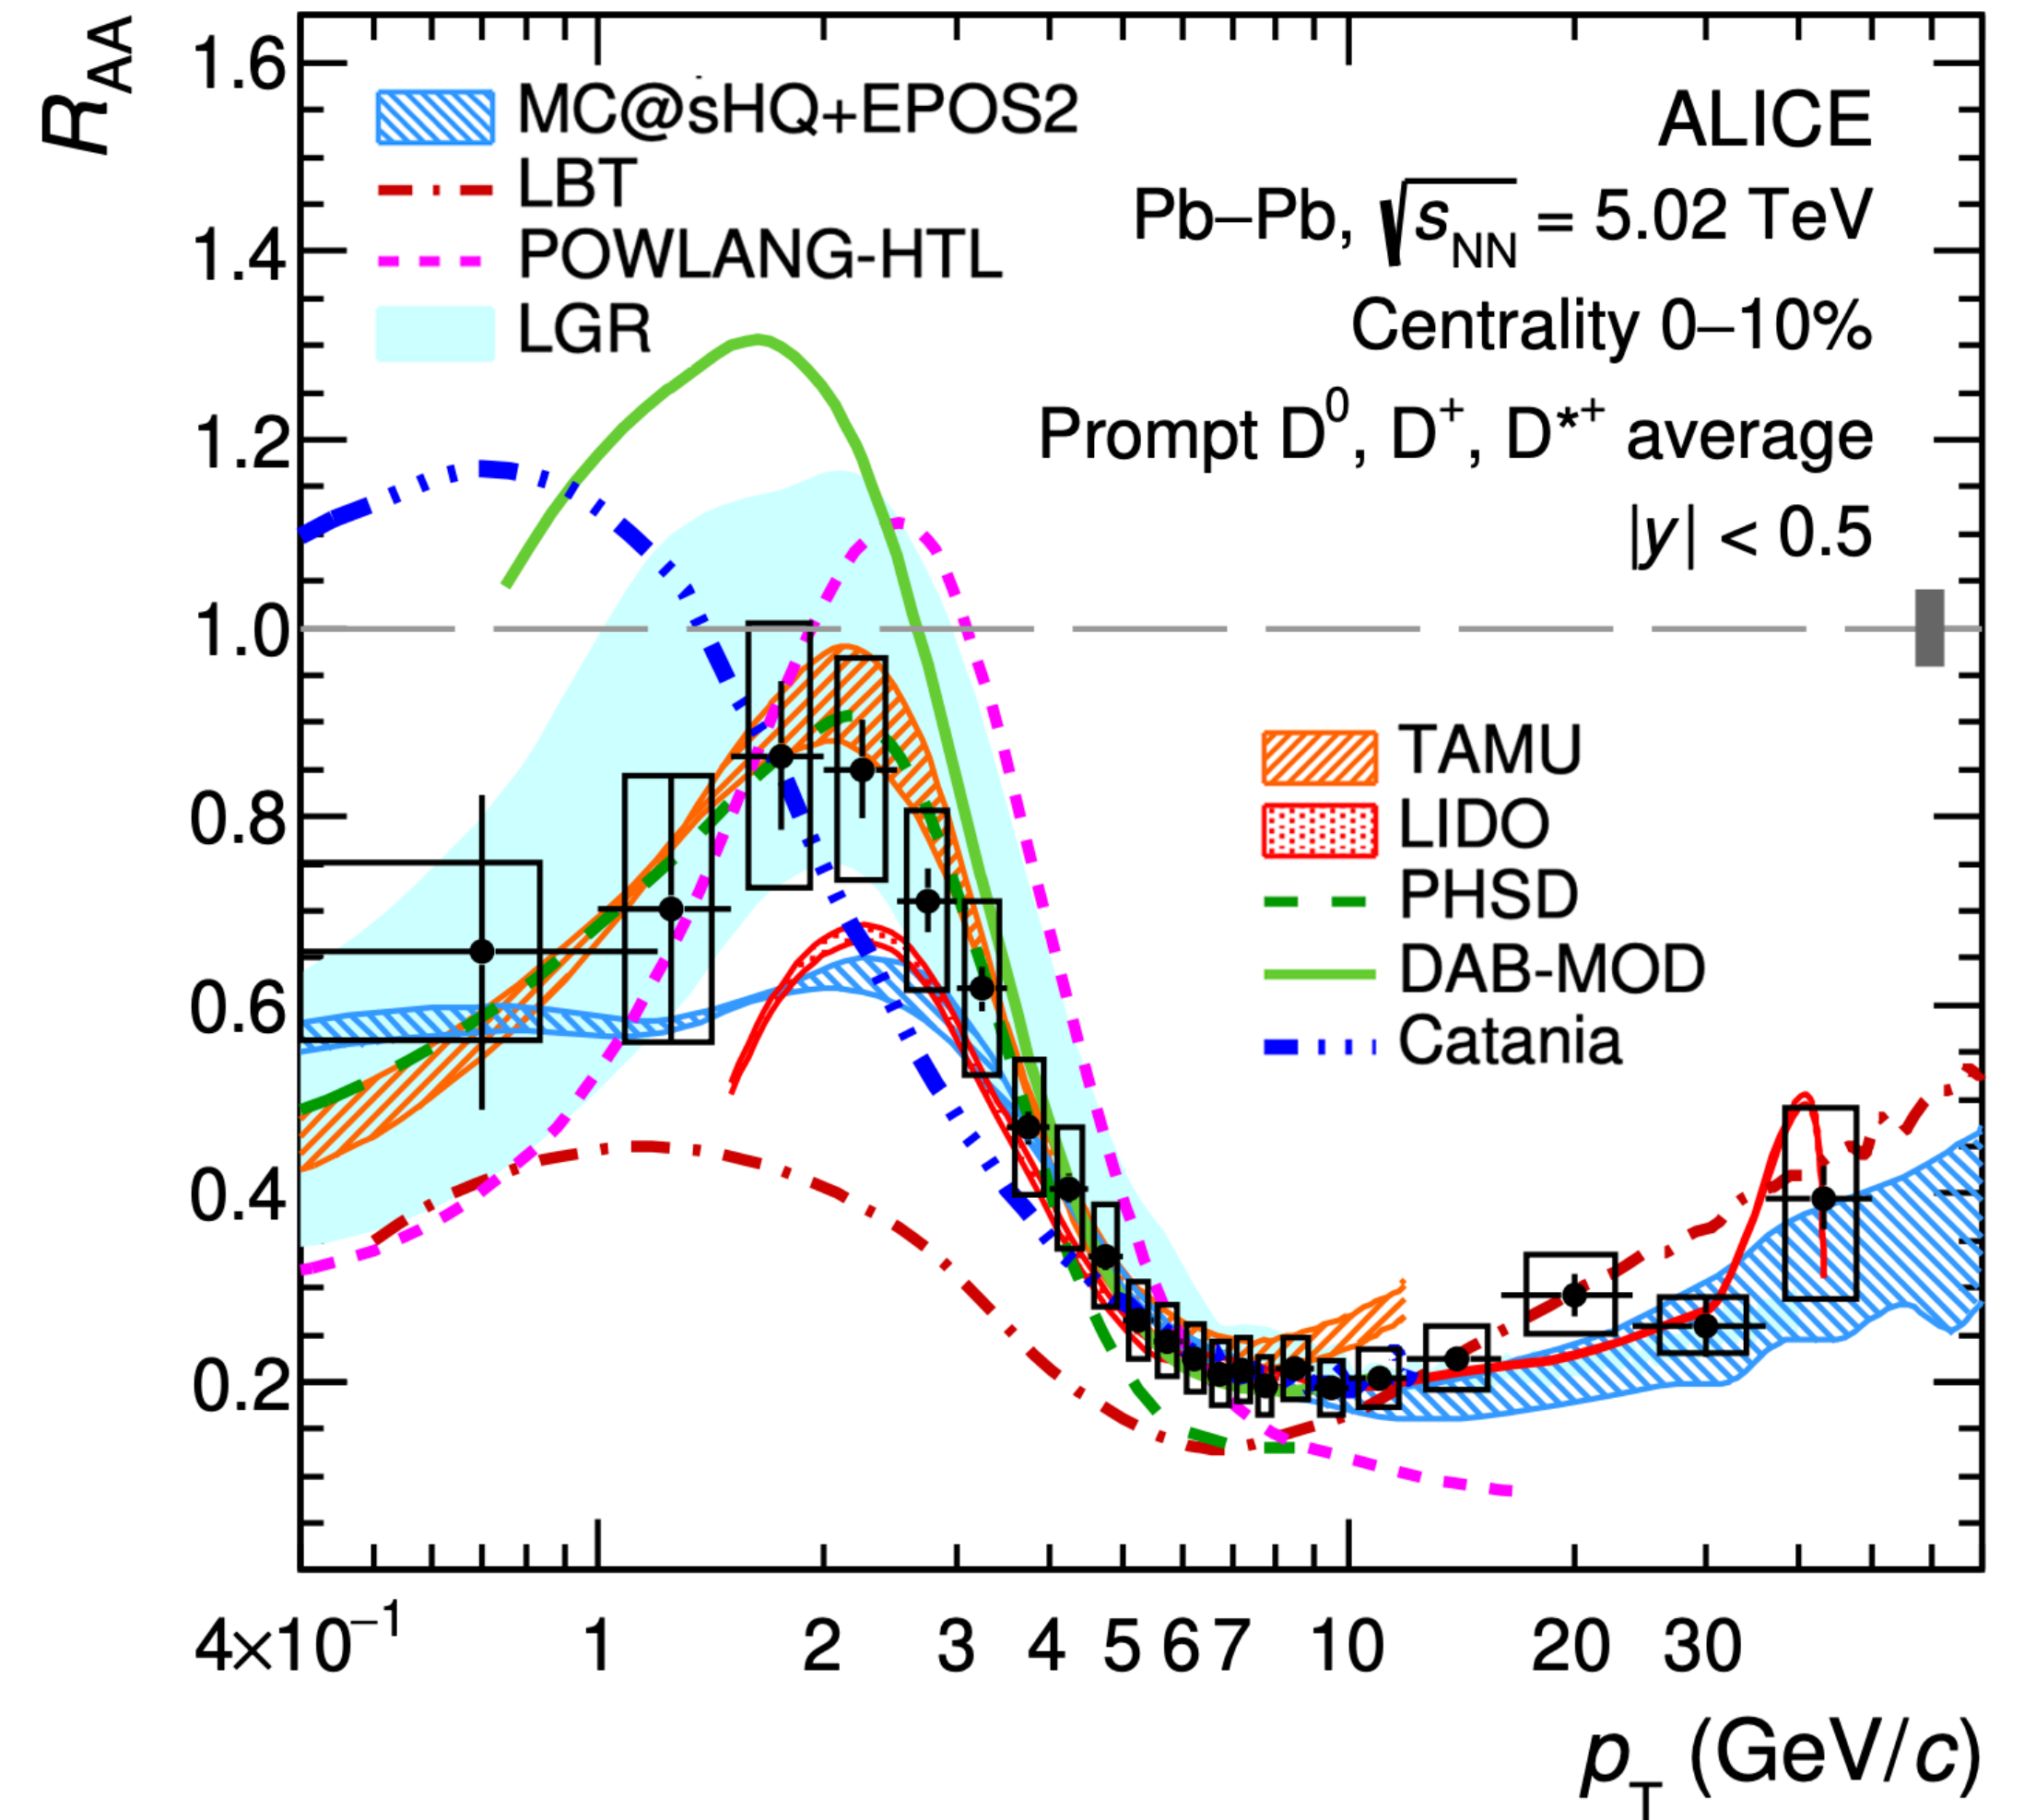 R_AA
1.6
1.4
1.2
1.0
0.8
0.6
0.4
0.2
MC@sHQ+EPOS2
LBT
POWLANG-HTL
LGR
ALICE
Pb–Pb, √s_NN = 5.02 TeV
Centrality 0–10%
Prompt D⁰, D⁺, D*⁺ average
|y| < 0.5
TAMU
LIDO
PHSD
DAB-MOD
Catania
4×10⁻¹ 1 2 3 4 5 6 7 10 20 30
p_T (GeV/c)